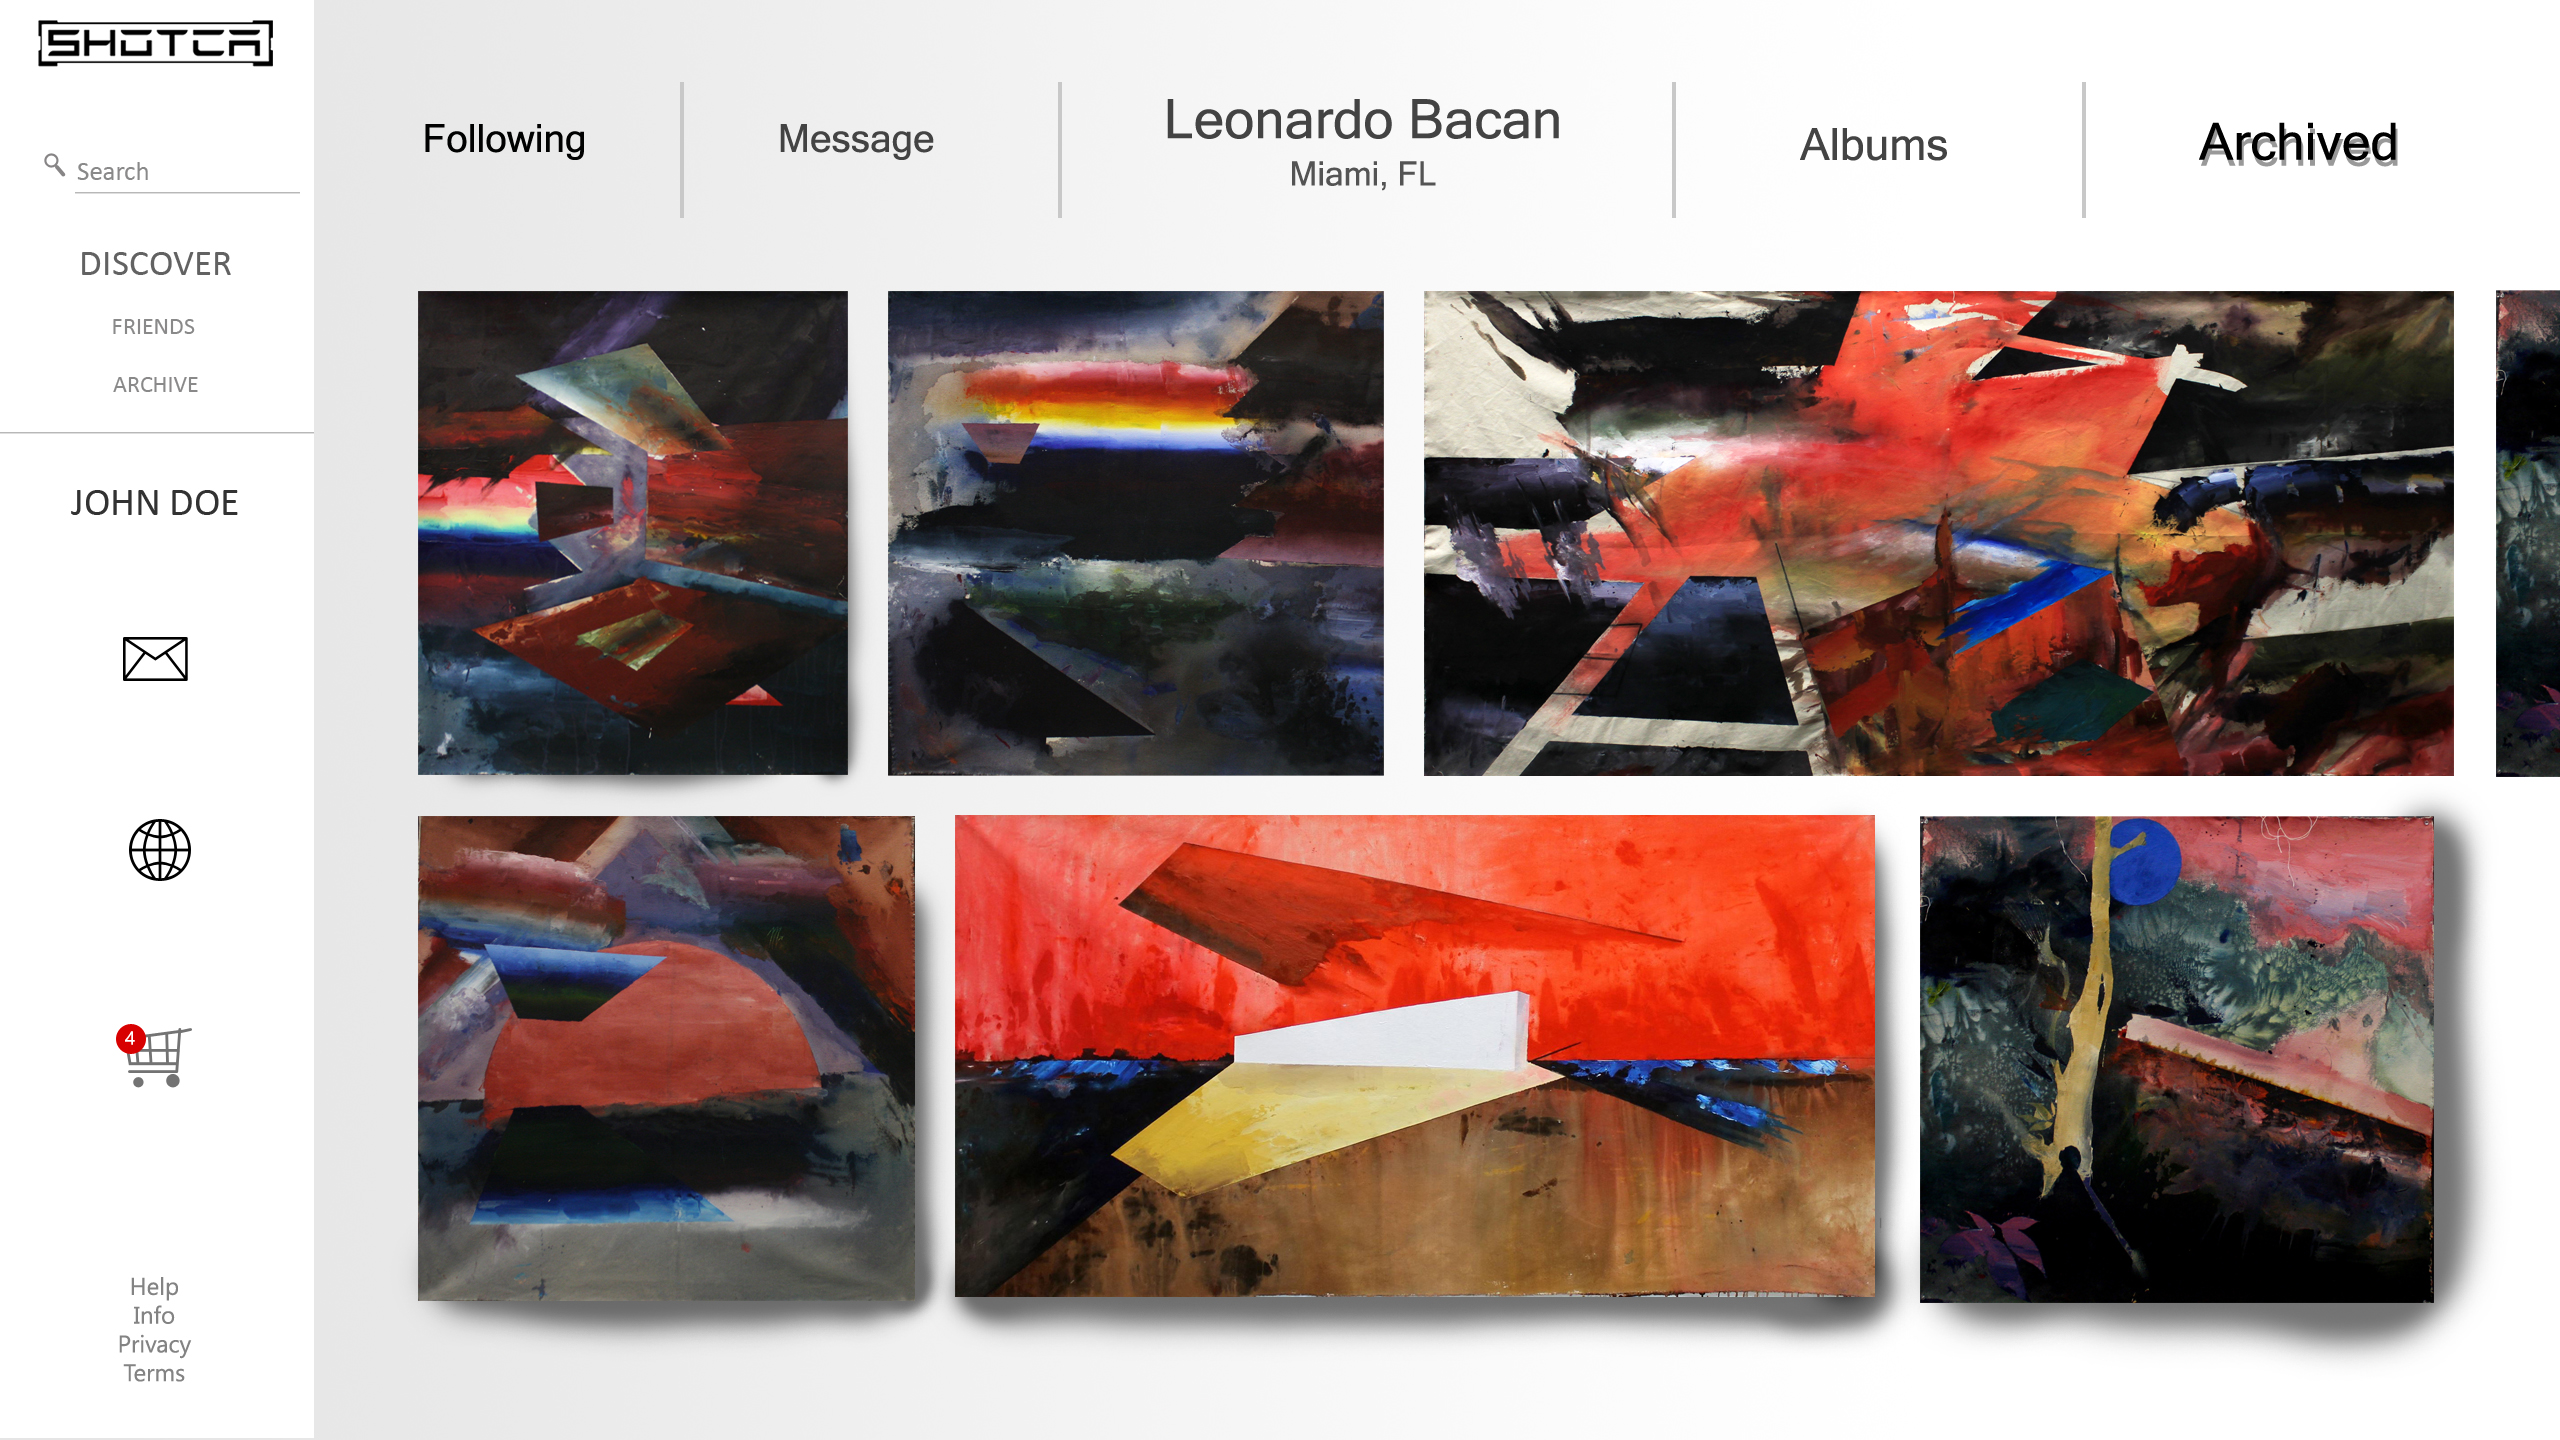 SHOTCA
Search
DISCOVER
FRIENDS
ARCHIVE
JOHN DOE
4
Help
Info
Privacy
Terms
Following
Message
Leonardo Bacan
Miami, FL
Albums
Archived